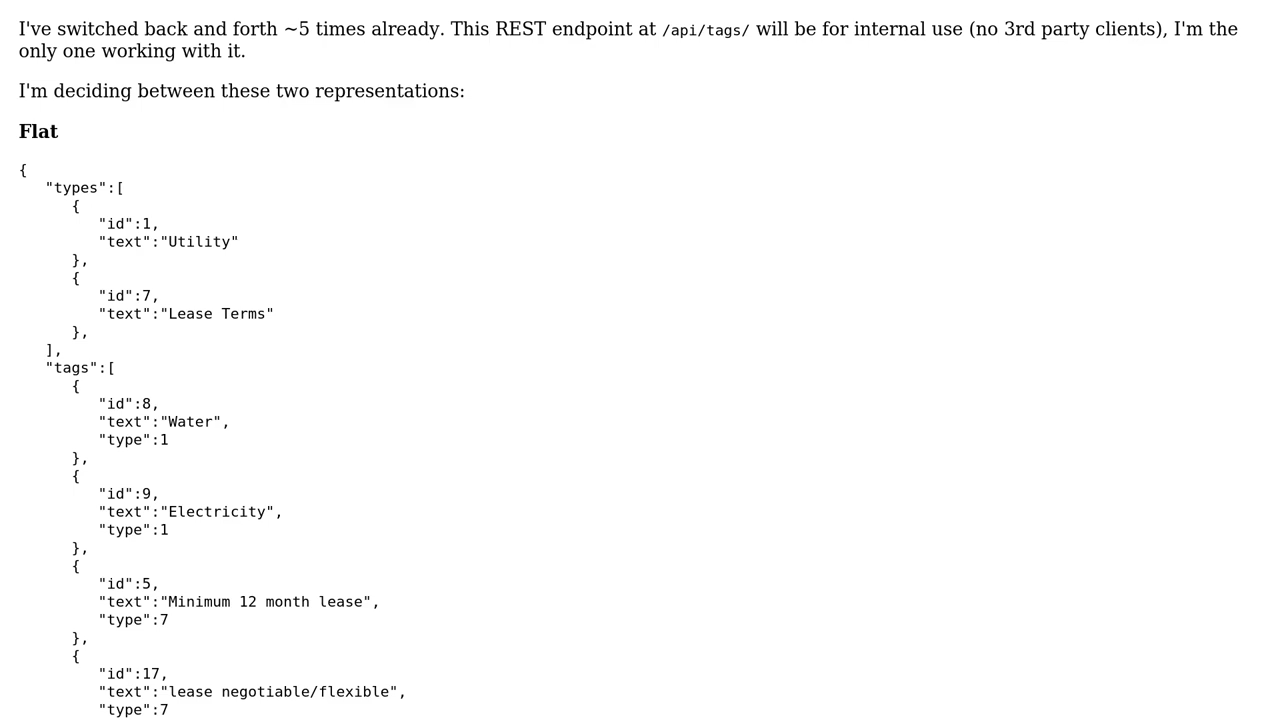 I've switched back and forth ~5 times already. This REST endpoint at /api/tags/ will be for internal use (no 3rd party clients), I'm the
only one working with it.
I'm deciding between these two representations:
Flat
{
   "types":[
      {
         "id":1,
         "text":"Utility"
      },
      {
         "id":7,
         "text":"Lease Terms"
      },
   ],
   "tags":[
      {
         "id":8,
         "text":"Water",
         "type":1
      },
      {
         "id":9,
         "text":"Electricity",
         "type":1
      },
      {
         "id":5,
         "text":"Minimum 12 month lease",
         "type":7
      },
      {
         "id":17,
         "text":"lease negotiable/flexible",
         "type":7